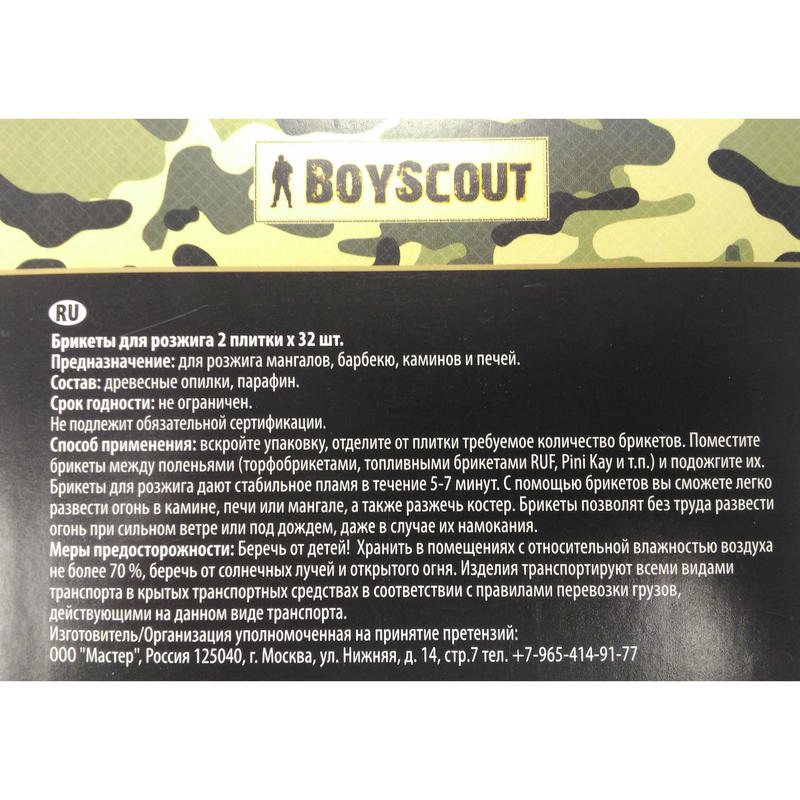 BOYSCOUT
RU
Брикеты для розжига 2 плитки х 32 шт.
Предназначение: для розжига мангалов, барбекю, каминов и печей.
Состав: древесные опилки, парафин.
Срок годности: не ограничен.
Не подлежит обязательной сертификации.
Способ применения: вскройте упаковку, отделите от плитки требуемое количество брикетов. Поместите
брикеты между поленьями (торфобрикетами, топливными брикетами RUF, Pini Kay и т.п.) и подожгите их.
Брикеты для розжига дают стабильное пламя в течение 5-7 минут. С помощью брикетов вы сможете легко
развести огонь в камине, печи или мангале, а также разжечь костер. Брикеты позволят без труда развести
огонь при сильном ветре или под дождем, даже в случае их намокания.
Меры предосторожности: Беречь от детей! Хранить в помещениях с относительной влажностью воздуха
не более 70 %, беречь от солнечных лучей и открытого огня. Изделия транспортируют всеми видами
транспорта в крытых транспортных средствах в соответствии с правилами перевозки грузов,
действующими на данном виде транспорта.
Изготовитель/Организация уполномоченная на принятие претензий:
ООО "Мастер", Россия 125040, г. Москва, ул. Нижняя, д. 14, стр.7 тел. +7-965-414-91-77